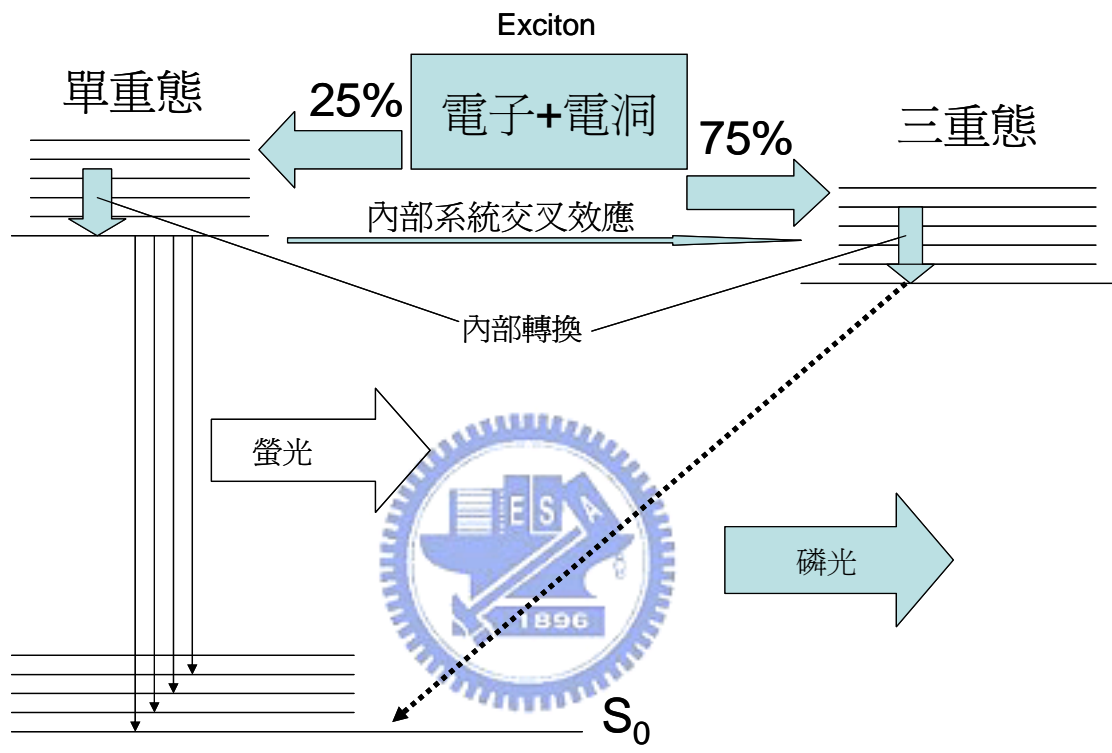 Exciton
單重態
25%
電子+電洞
75%
三重態
內部系統交叉效應
內部轉換
螢光
E S A
磷光
1896
S₀